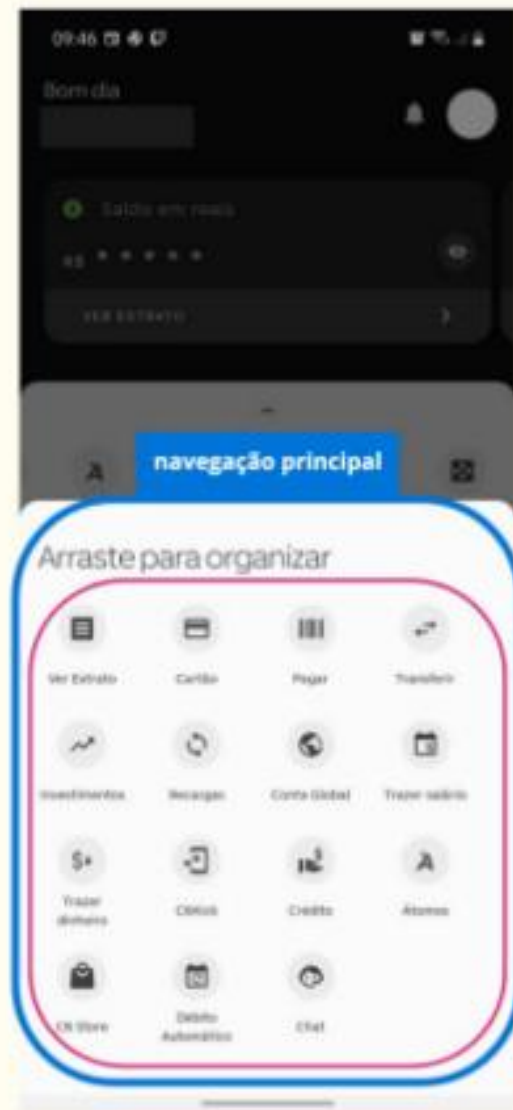 09:46
Bom dia
Saldo em reais
R$ * * * * *
VER EXTRATO
navegação principal
Arraste para organizar
Ver Extrato Cartão Pagar Transferir
Investimentos Recargas Conta Global Trazer salário
Trazer dinheiro C6Kick Crédito Átomos
C6 Store Débito Automático Chat